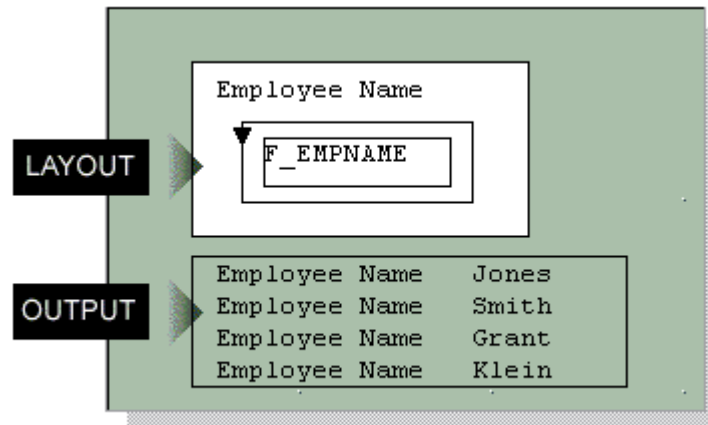 Employee Name
F_EMPNAME
LAYOUT
Employee Name Jones
Employee Name Smith
OUTPUT
Employee Name Grant
Employee Name Klein